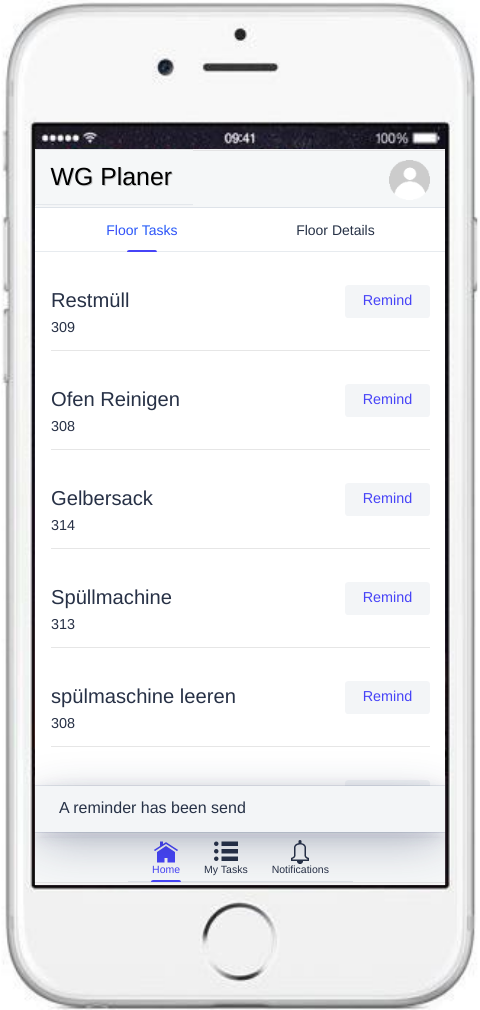 09:41 100%
WG Planer
Floor Tasks Floor Details
Restmüll Remind
309
Ofen Reinigen Remind
308
Gelbersack Remind
314
Spüllmachine Remind
313
spülmaschine leeren Remind
308
A reminder has been send
Home My Tasks Notifications